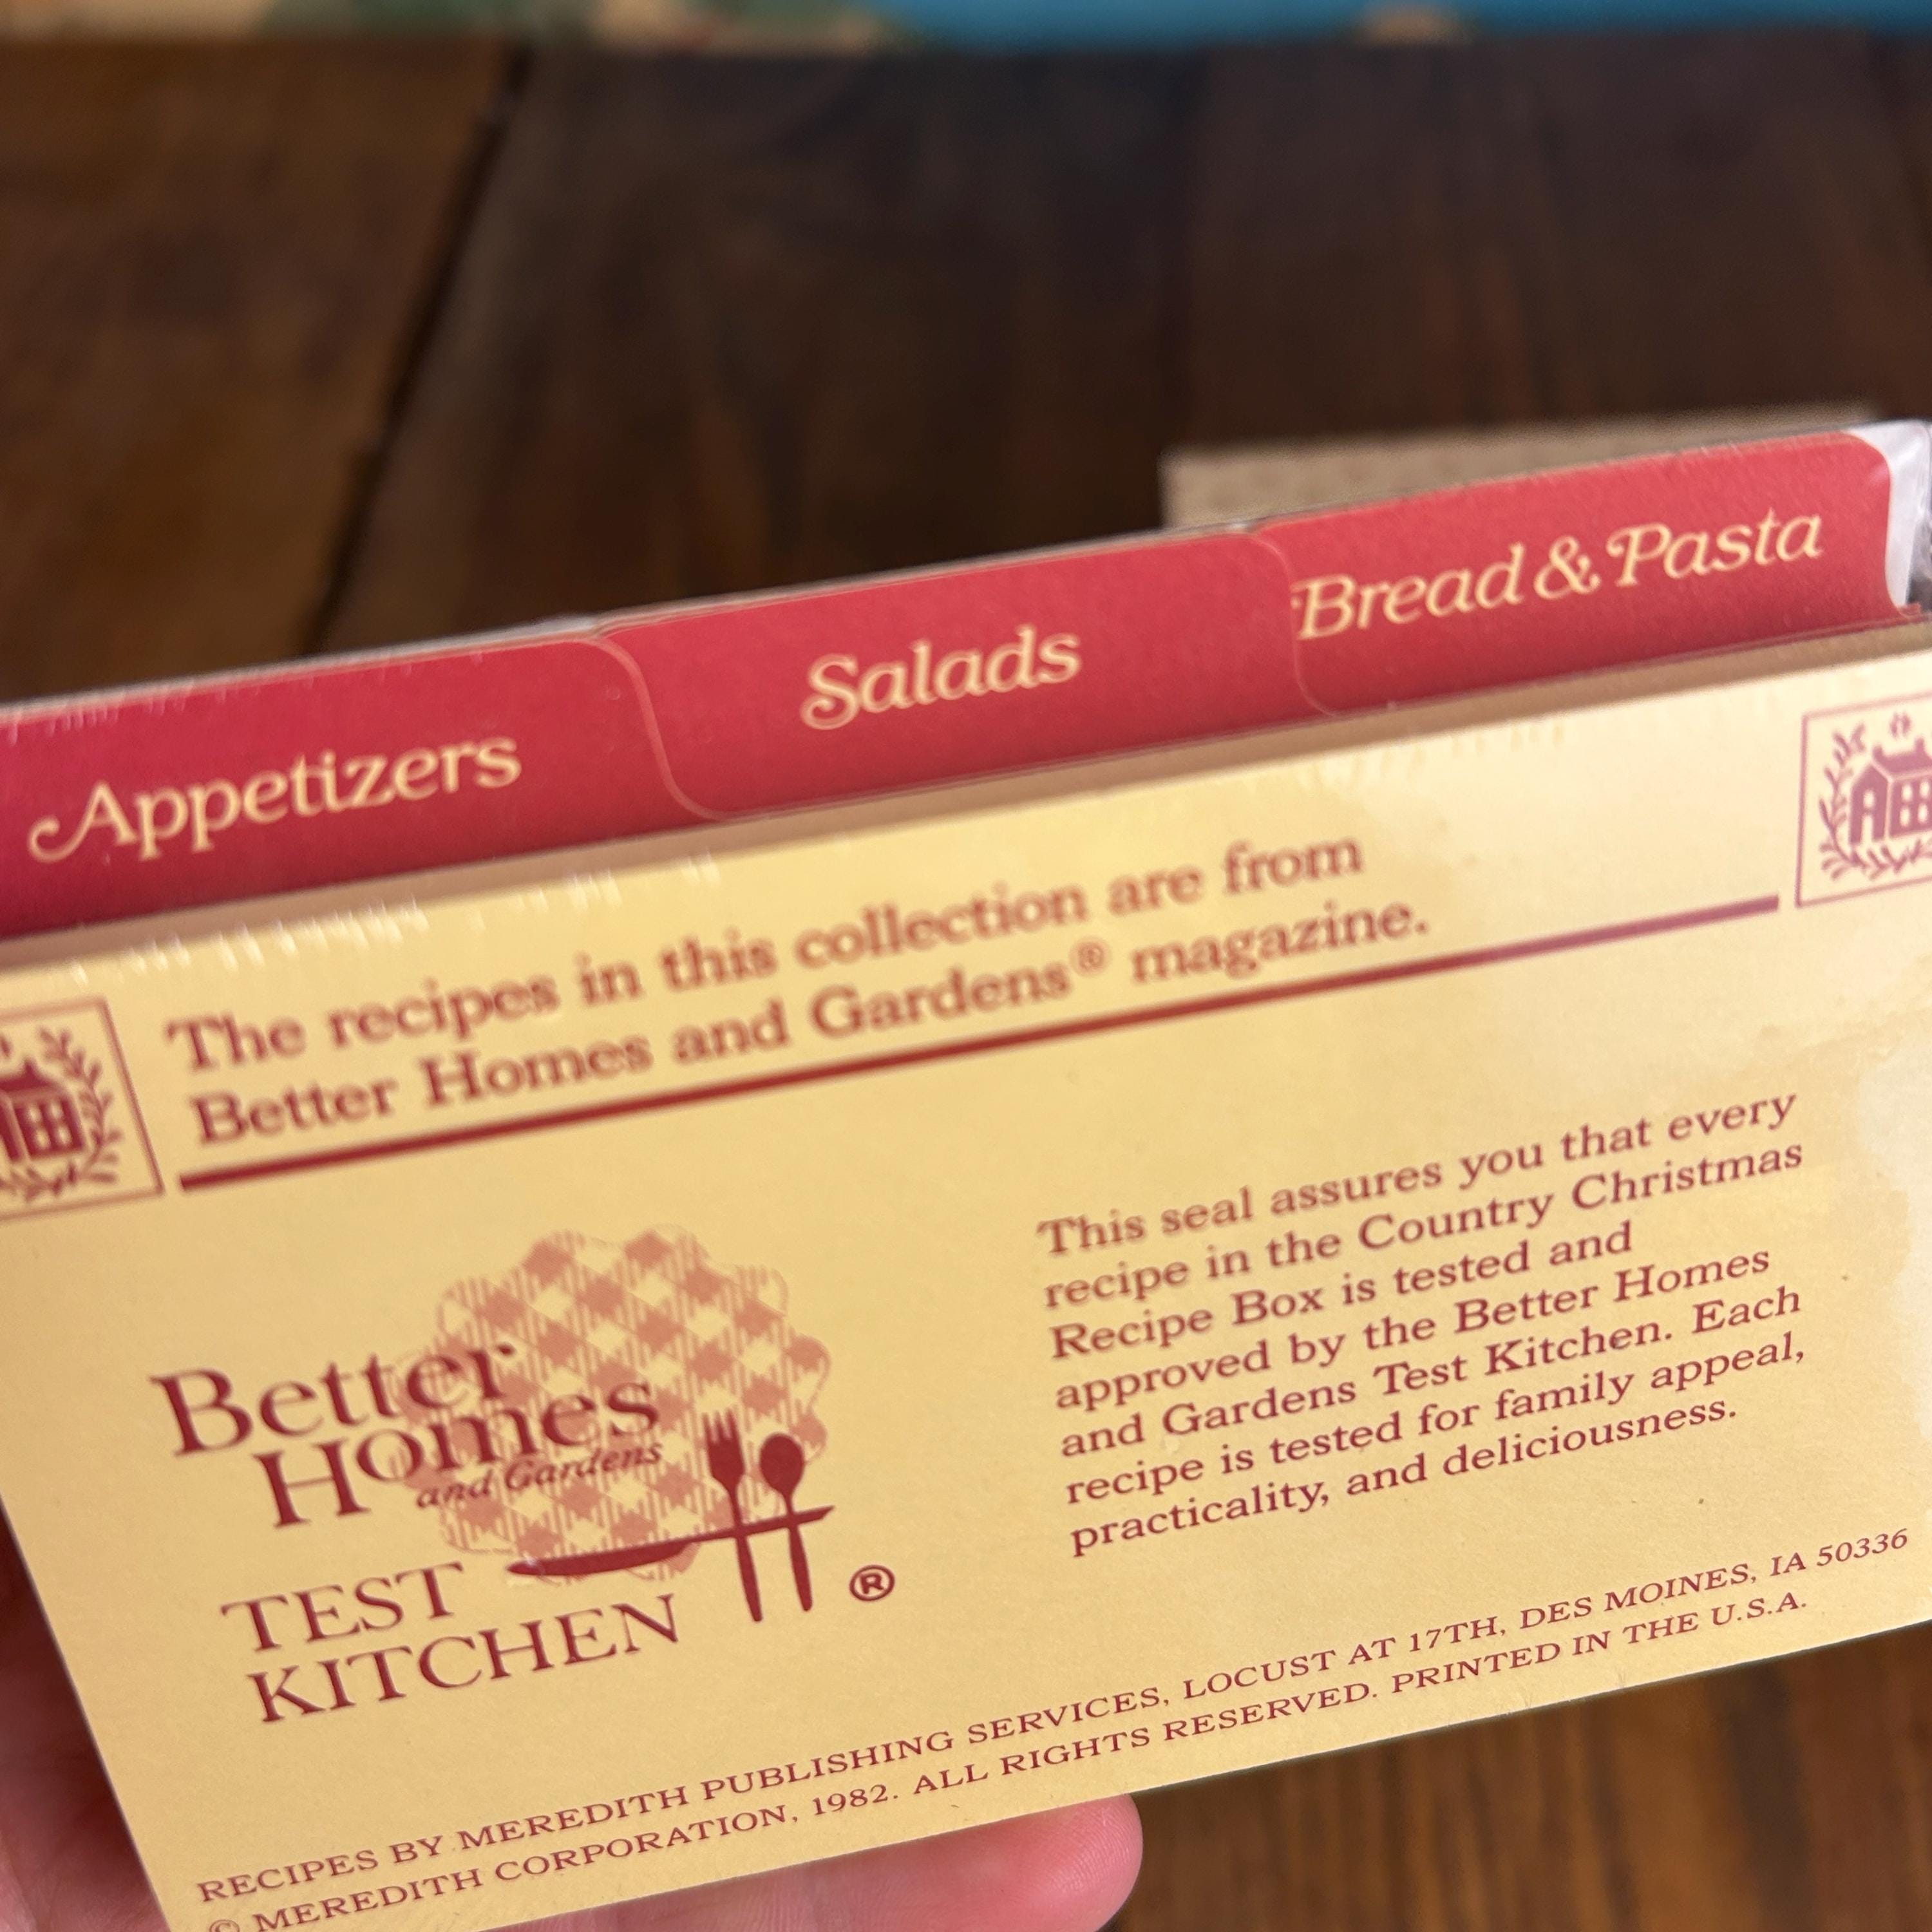 Appetizers
Salads
Bread & Pasta
The recipes in this collection are from
Better Homes and Gardens® magazine.
Better
Homes
and Gardens
TEST
KITCHEN ®
This seal assures you that every
recipe in the Country Christmas
Recipe Box is tested and
approved by the Better Homes
and Gardens Test Kitchen. Each
recipe is tested for family appeal,
practicality, and deliciousness.
RECIPES BY MEREDITH PUBLISHING SERVICES, LOCUST AT 17TH, DES MOINES, IA 50336
© MEREDITH CORPORATION, 1982. ALL RIGHTS RESERVED. PRINTED IN THE U.S.A.